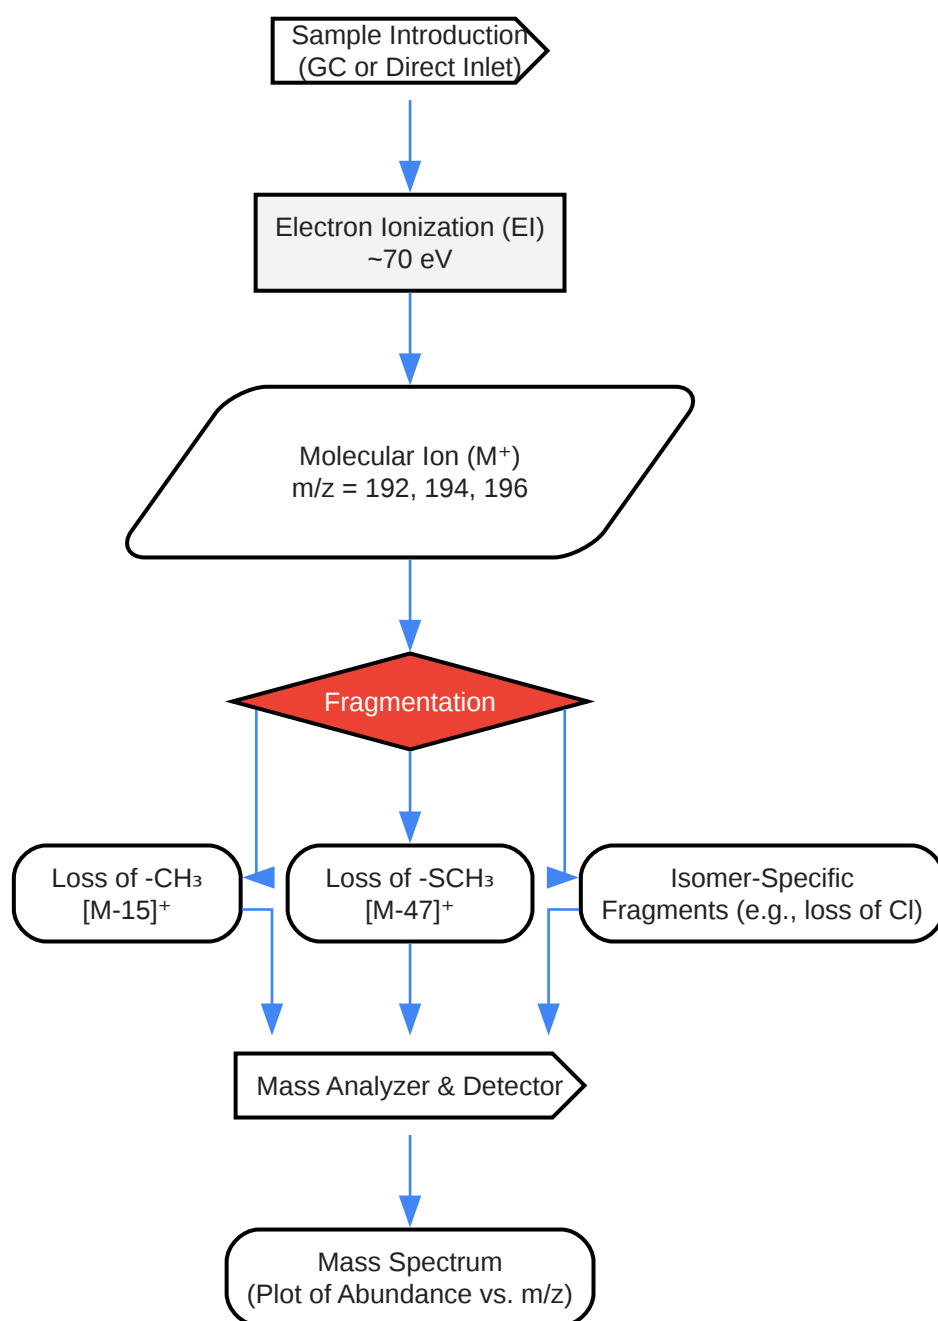 Sample Introduction
(GC or Direct Inlet)
Electron Ionization (EI)
~70 eV
Molecular Ion (M⁺)
m/z = 192, 194, 196
Fragmentation
Loss of -CH₃
[M-15]⁺
Loss of -SCH₃
[M-47]⁺
Isomer-Specific
Fragments (e.g., loss of Cl)
Mass Analyzer & Detector
Mass Spectrum
(Plot of Abundance vs. m/z)